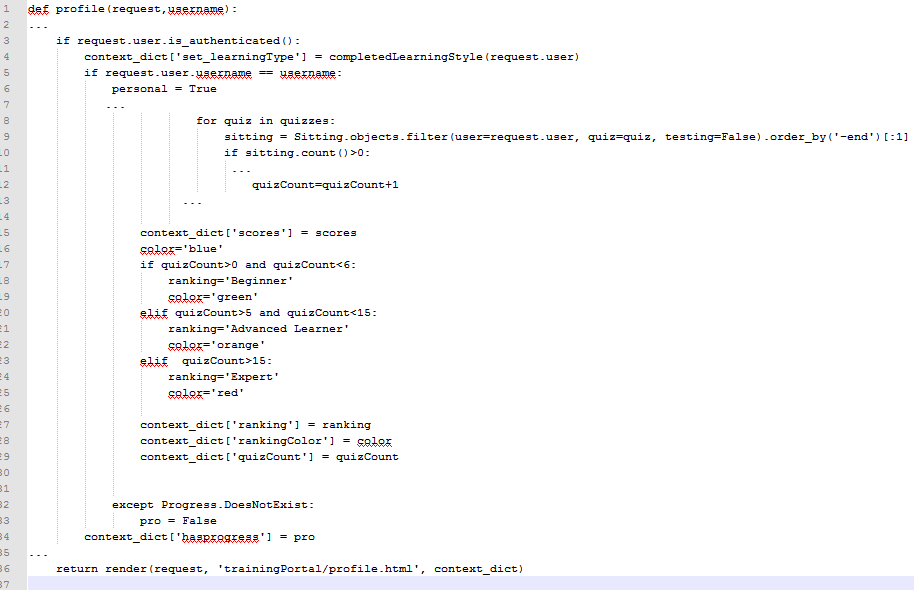 1 def profile(request,username):
2 ...
3 if request.user.is_authenticated():
4 context_dict['set_learningType'] = completedLearningStyle(request.user)
5 if request.user.username == username:
6 personal = True
7 ...
8 for quiz in quizzes:
9 sitting = Sitting.objects.filter(user=request.user, quiz=quiz, testing=False).order_by('-end')[:1]
10 if sitting.count()>0:
11 ...
12 quizCount=quizCount+1
13 ...
14
15 context_dict['scores'] = scores
16 color='blue'
17 if quizCount>0 and quizCount<6:
18 ranking='Beginner'
19 color='green'
20 elif quizCount>5 and quizCount<15:
21 ranking='Advanced Learner'
22 color='orange'
23 elif  quizCount>15:
24 ranking='Expert'
25 color='red'
26
27 context_dict['ranking'] = ranking
28 context_dict['rankingColor'] = color
29 context_dict['quizCount'] = quizCount
30
31
32 except Progress.DoesNotExist:
33 pro = False
34 context_dict['hasprogress'] = pro
35 ...
36 return render(request, 'trainingPortal/profile.html', context_dict)
37